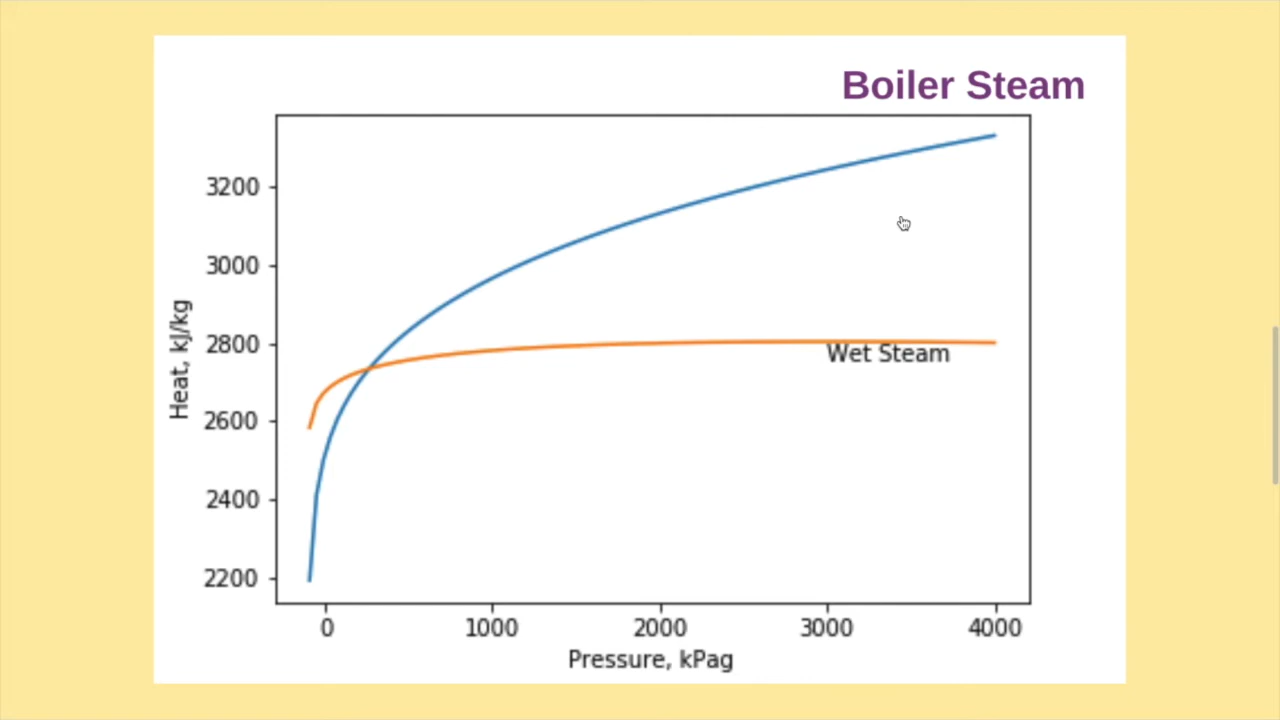 Boiler Steam
3200
3000
2800
2600
2400
2200
Heat, kJ/kg
Wet Steam
0 1000 2000 3000 4000
Pressure, kPag